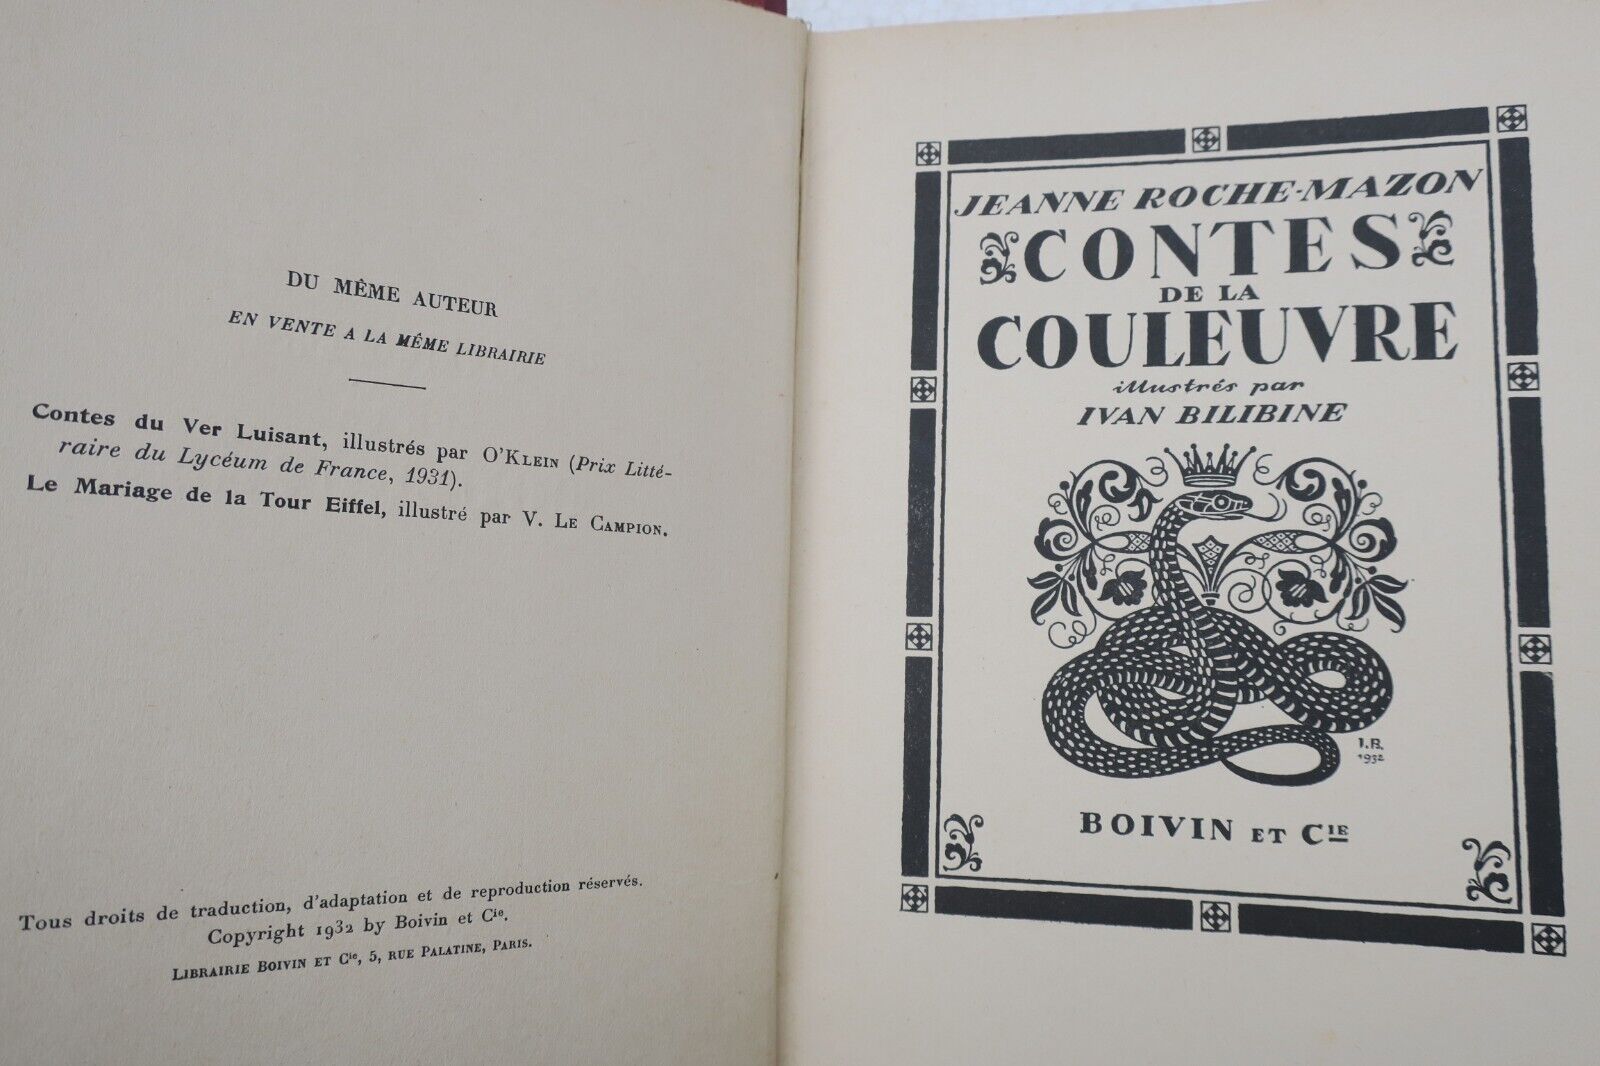 DU MÊME AUTEUR
EN VENTE A LA MÊME LIBRAIRIE
Contes du Ver Luisant, illustrés par O'KLEIN (Prix Litté-
raire du Lycéum de France, 1931).
Le Mariage de la Tour Eiffel, illustré par V. LE CAMPION.
Tous droits de traduction, d'adaptation et de reproduction réservés.
Copyright 1932 by Boivin et Cie.
LIBRAIRIE BOIVIN ET Cie, 5, RUE PALATINE, PARIS.
JEANNE ROCHE-MAZON
CONTES
DE LA
COULEUVRE
illustrés par
IVAN BILIBINE
I.B.
1932
BOIVIN ET CIE